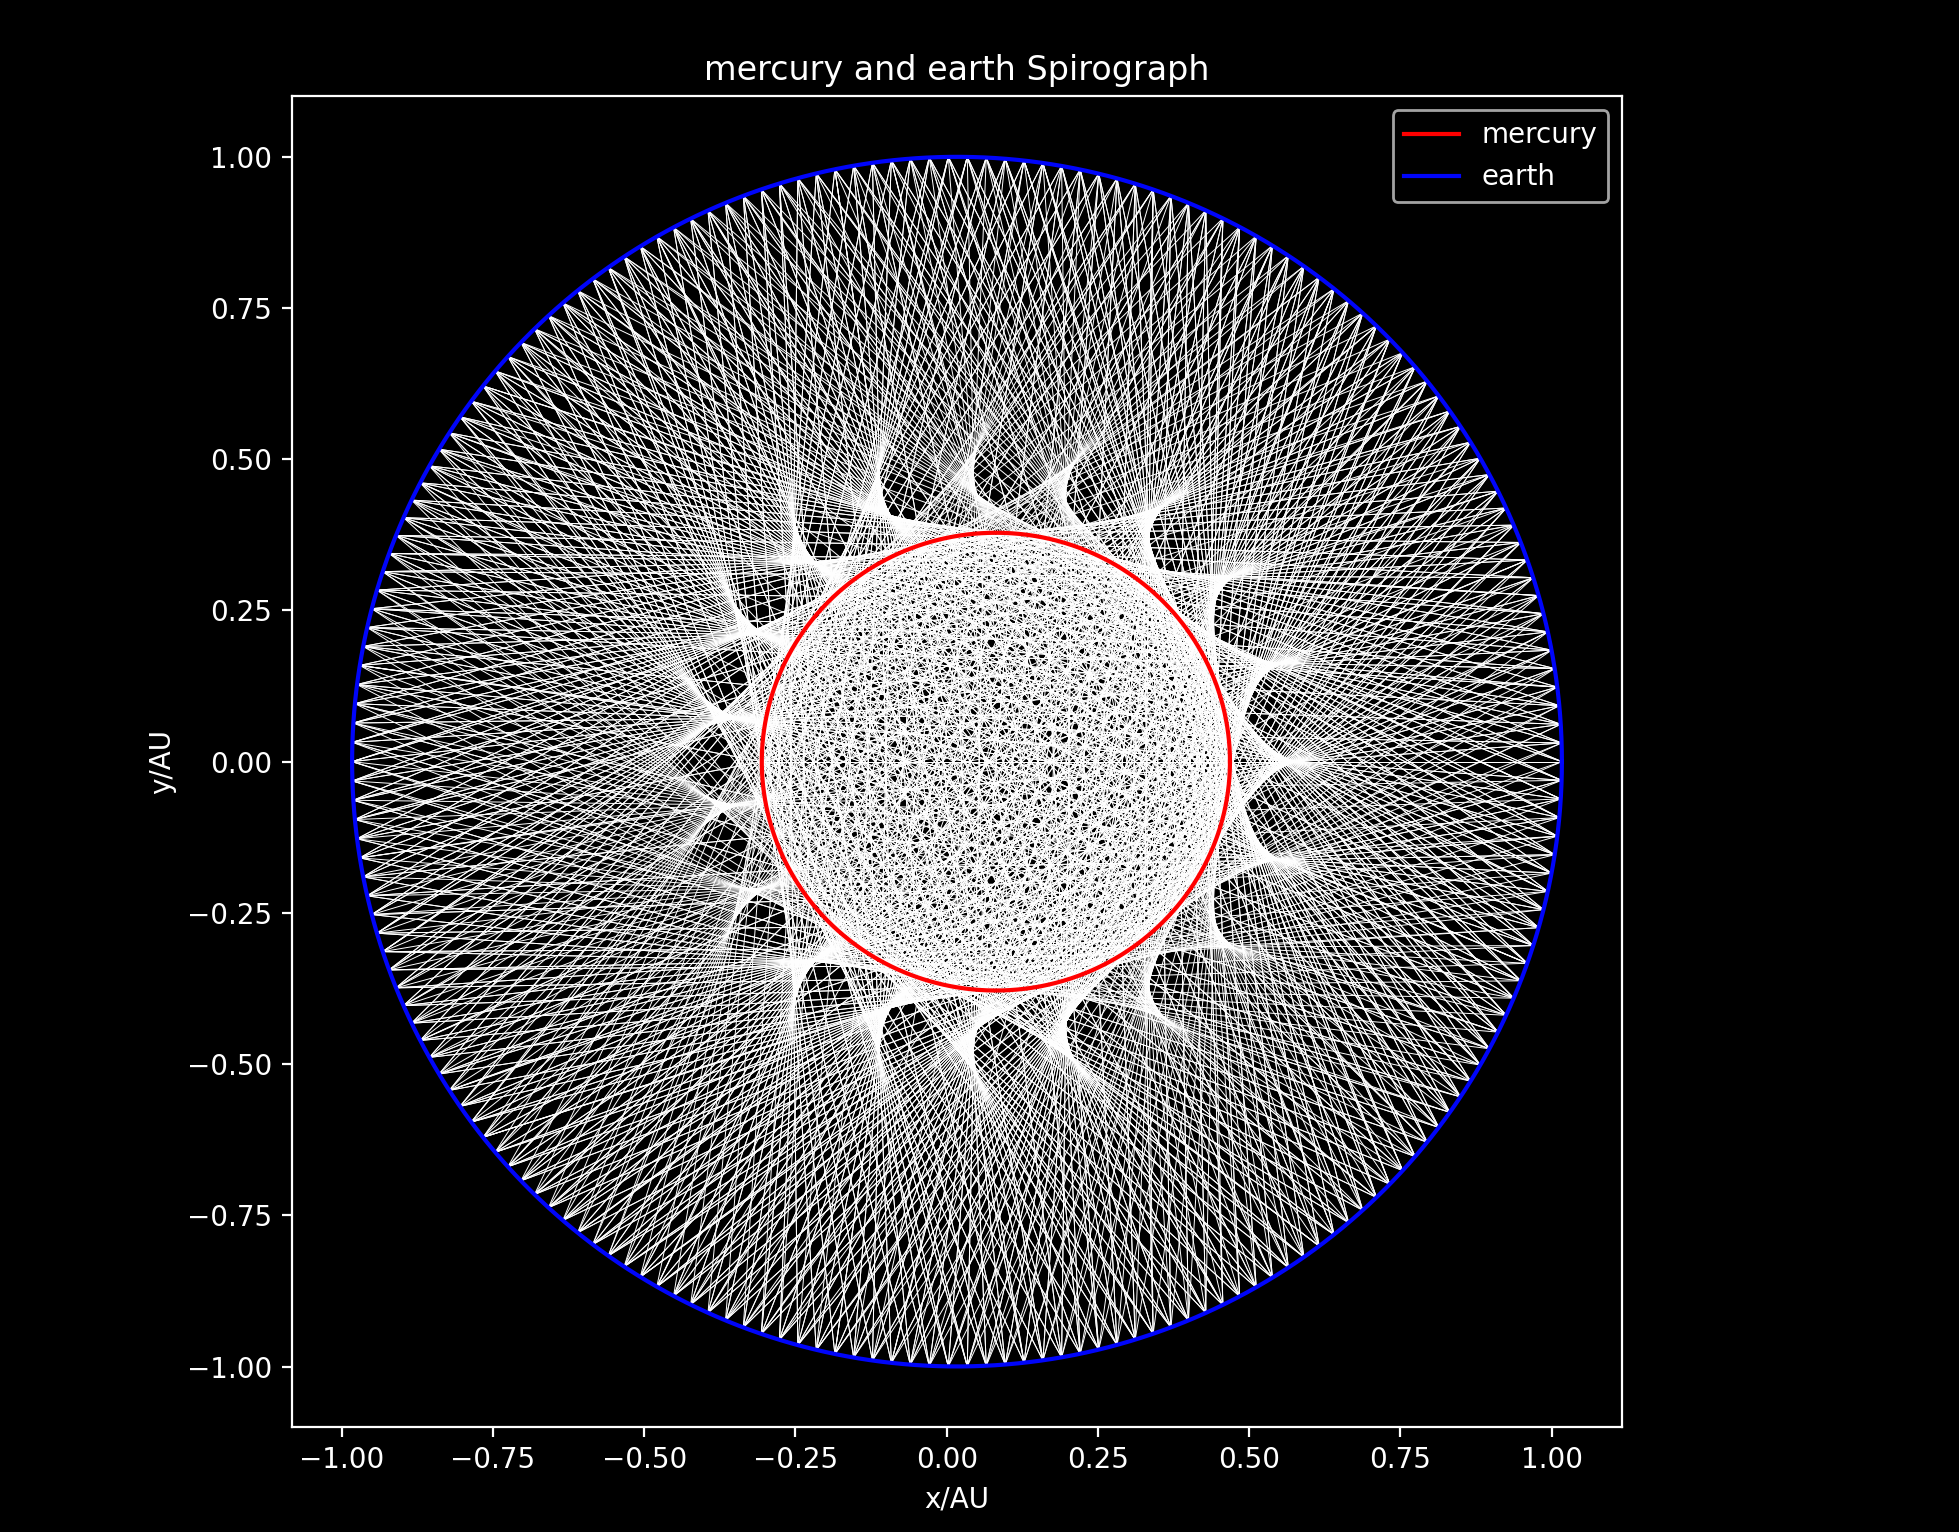 mercury and earth Spirograph
mercury
earth
1.00
0.75
0.50
0.25
0.00
−0.25
−0.50
−0.75
−1.00
y/AU
−1.00 −0.75 −0.50 −0.25 0.00 0.25 0.50 0.75 1.00
x/AU